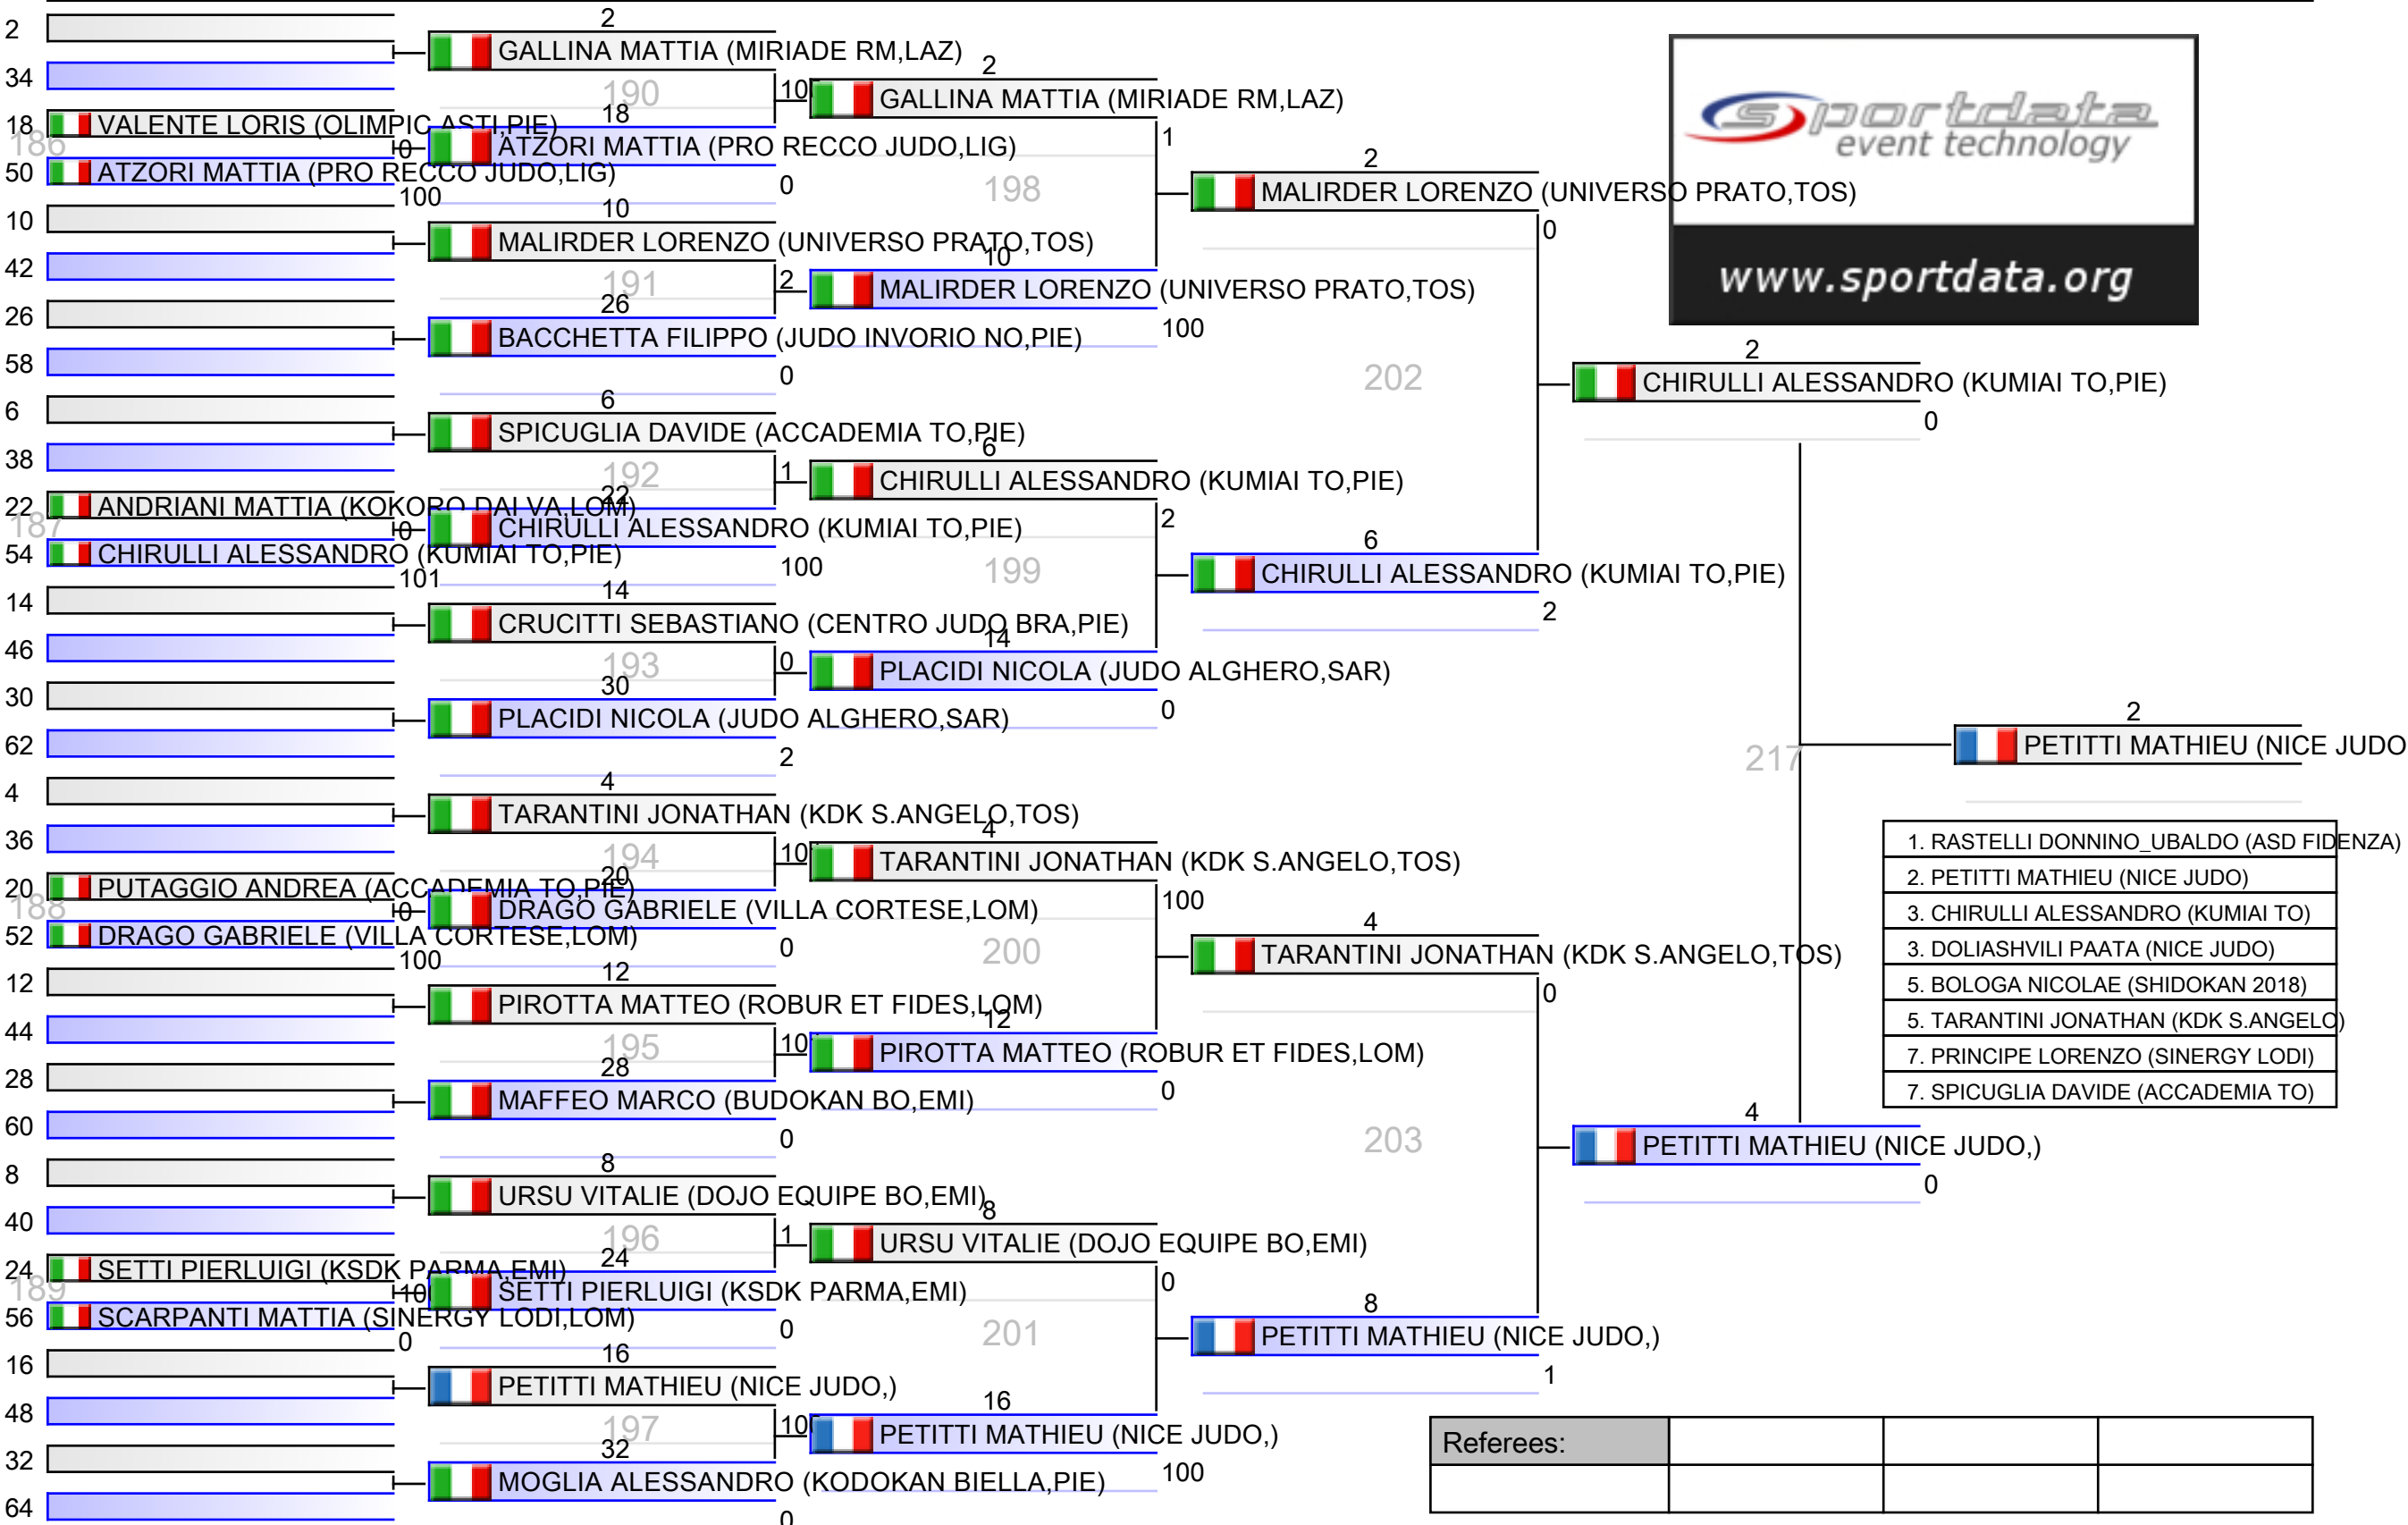 2
34
18 VALENTE LORIS (OLIMPIC ASTI,PIE)
186 0
50 ATZORI MATTIA (PRO RECCO JUDO,LIG)
100
10
42
26
58
6
38
22 ANDRIANI MATTIA (KOKORO DAI VA,LOM)
187 0
54 CHIRULLI ALESSANDRO (KUMIAI TO,PIE)
101
14
46
30
62
4
36
20 PUTAGGIO ANDREA (ACCADEMIA TO,PIE)
188 0
52 DRAGO GABRIELE (VILLA CORTESE,LOM)
100
12
44
28
60
8
40
24 SETTI PIERLUIGI (KSDK PARMA,EMI)
189 10
56 SCARPANTI MATTIA (SINERGY LODI,LOM)
0
16
48
32
64
2
GALLINA MATTIA (MIRIADE RM,LAZ)
190 10
18
ATZORI MATTIA (PRO RECCO JUDO,LIG)
0
10
MALIRDER LORENZO (UNIVERSO PRATO,TOS)
191 2
26
BACCHETTA FILIPPO (JUDO INVORIO NO,PIE)
0
6
SPICUGLIA DAVIDE (ACCADEMIA TO,PIE)
192 1
22
CHIRULLI ALESSANDRO (KUMIAI TO,PIE)
100
14
CRUCITTI SEBASTIANO (CENTRO JUDO BRA,PIE)
193 0
30
PLACIDI NICOLA (JUDO ALGHERO,SAR)
2
4
TARANTINI JONATHAN (KDK S.ANGELO,TOS)
194 10
20
DRAGO GABRIELE (VILLA CORTESE,LOM)
0
12
PIROTTA MATTEO (ROBUR ET FIDES,LOM)
195 10
28
MAFFEO MARCO (BUDOKAN BO,EMI)
0
8
URSU VITALIE (DOJO EQUIPE BO,EMI)
196 1
24
SETTI PIERLUIGI (KSDK PARMA,EMI)
0
16
PETITTI MATHIEU (NICE JUDO,)
197 10
32
MOGLIA ALESSANDRO (KODOKAN BIELLA,PIE)
0
2
GALLINA MATTIA (MIRIADE RM,LAZ)
1
198
10
MALIRDER LORENZO (UNIVERSO PRATO,TOS)
100
6
CHIRULLI ALESSANDRO (KUMIAI TO,PIE)
2
199
14
PLACIDI NICOLA (JUDO ALGHERO,SAR)
0
4
TARANTINI JONATHAN (KDK S.ANGELO,TOS)
100
200
12
PIROTTA MATTEO (ROBUR ET FIDES,LOM)
0
8
URSU VITALIE (DOJO EQUIPE BO,EMI)
0
201
16
PETITTI MATHIEU (NICE JUDO,)
100
2
MALIRDER LORENZO (UNIVERSO PRATO,TOS)
0
202
6
CHIRULLI ALESSANDRO (KUMIAI TO,PIE)
2
4
TARANTINI JONATHAN (KDK S.ANGELO,TOS)
0
203
8
PETITTI MATHIEU (NICE JUDO,)
1
sportdata
event technology
www.sportdata.org
2
CHIRULLI ALESSANDRO (KUMIAI TO,PIE)
0
217
4
PETITTI MATHIEU (NICE JUDO,)
0
2
PETITTI MATHIEU (NICE JUDO
1. RASTELLI DONNINO_UBALDO (ASD FIDENZA)
2. PETITTI MATHIEU (NICE JUDO)
3. CHIRULLI ALESSANDRO (KUMIAI TO)
3. DOLIASHVILI PAATA (NICE JUDO)
5. BOLOGA NICOLAE (SHIDOKAN 2018)
5. TARANTINI JONATHAN (KDK S.ANGELO)
7. PRINCIPE LORENZO (SINERGY LODI)
7. SPICUGLIA DAVIDE (ACCADEMIA TO)
Referees: